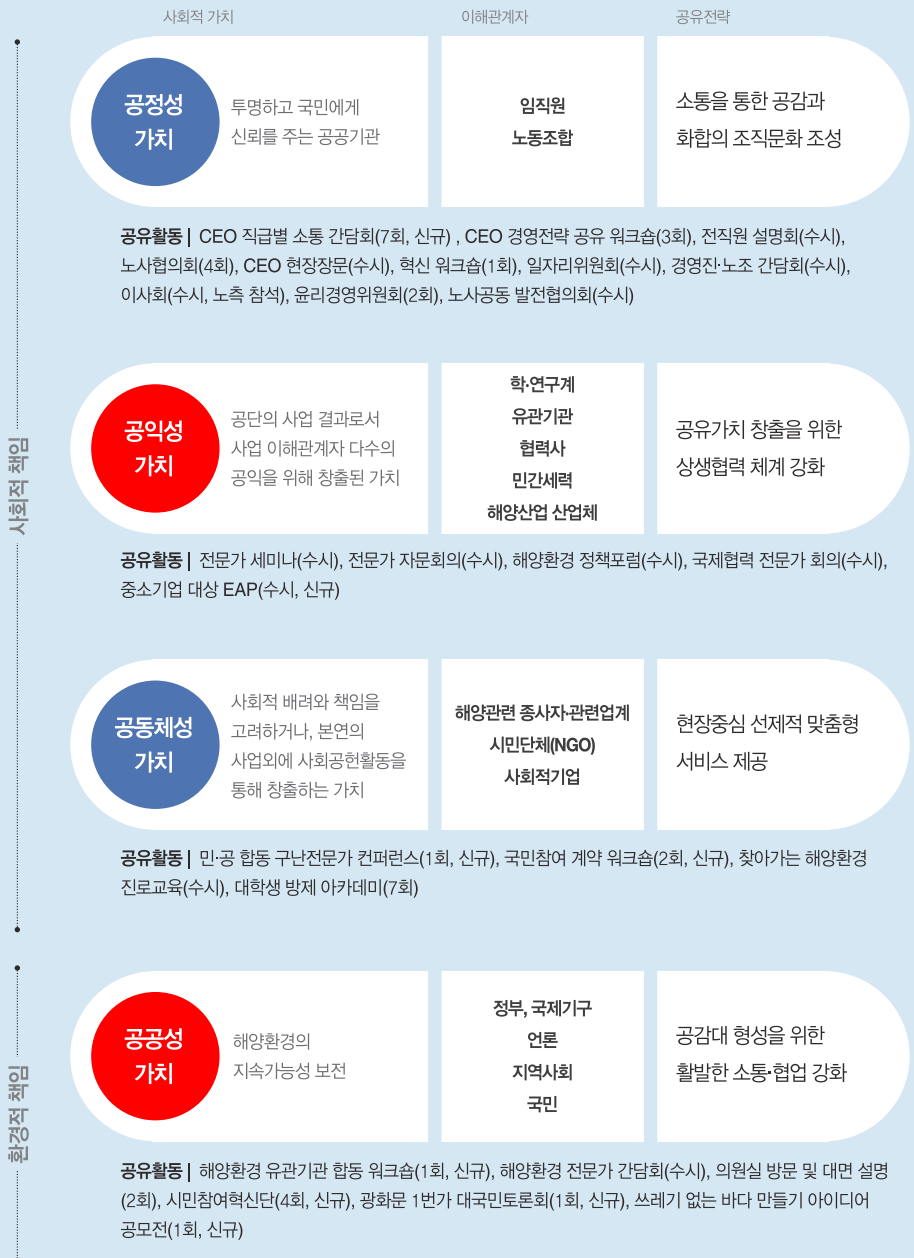 사회적 가치
이해관계자
공유전략
사회적 책임
공정성
가치
투명하고 국민에게
신뢰를 주는 공공기관
임직원
노동조합
소통을 통한 공감과
화합의 조직문화 조성
공유활동 | CEO 직급별 소통 간담회(7회, 신규) , CEO 경영전략 공유 워크숍(3회), 전직원 설명회(수시),
노사협의회(4회), CEO 현장장문(수시), 혁신 워크숍(1회), 일자리위원회(수시), 경영진·노조 간담회(수시),
이사회(수시, 노측 참석), 윤리경영위원회(2회), 노사공동 발전협의회(수시)
공익성
가치
공단의 사업 결과로서
사업 이해관계자 다수의
공익을 위해 창출된 가치
학·연구계
유관기관
협력사
민간세력
해양산업 산업체
공유가치 창출을 위한
상생협력 체계 강화
공유활동 | 전문가 세미나(수시), 전문가 자문회의(수시), 해양환경 정책포럼(수시), 국제협력 전문가 회의(수시),
중소기업 대상 EAP(수시, 신규)
공동체성
가치
사회적 배려와 책임을
고려하거나, 본연의
사업외에 사회공헌활동을
통해 창출하는 가치
해양관련 종사자·관련업계
시민단체(NGO)
사회적기업
현장중심 선제적 맞춤형
서비스 제공
공유활동 | 민·공 합동 구난전문가 컨퍼런스(1회, 신규), 국민참여 계약 워크숍(2회, 신규), 찾아가는 해양환경
진로교육(수시), 대학생 방제 아카데미(7회)
환경적 책임
공공성
가치
해양환경의
지속가능성 보전
정부, 국제기구
언론
지역사회
국민
공감대 형성을 위한
활발한 소통·협업 강화
공유활동 | 해양환경 유관기관 합동 워크숍(1회, 신규), 해양환경 전문가 간담회(수시), 의원실 방문 및 대면 설명
(2회), 시민참여혁신단(4회, 신규), 광화문 1번가 대국민토론회(1회, 신규), 쓰레기 없는 바다 만들기 아이디어
공모전(1회, 신규)